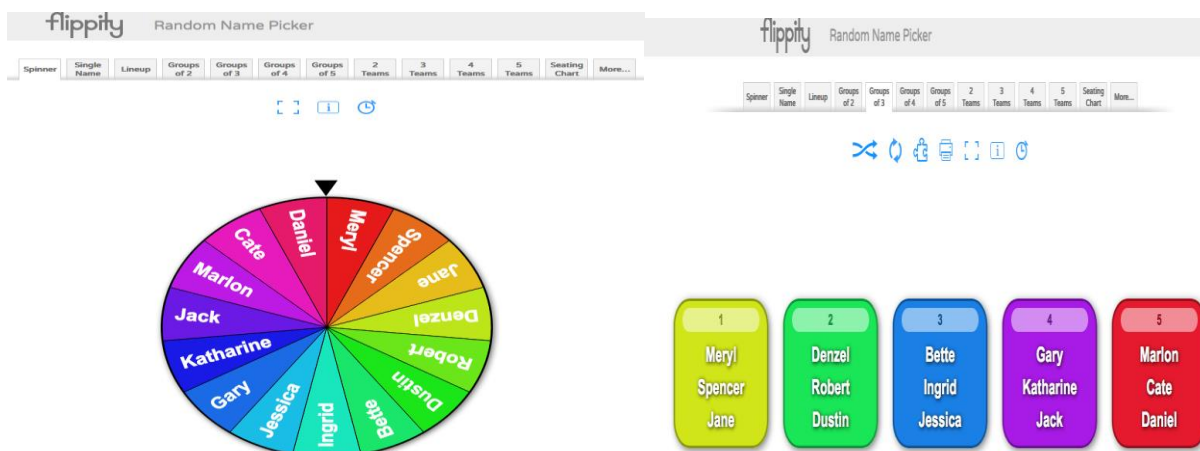 flippity Random Name Picker
Spinner Single Name Lineup Groups of 2 Groups of 3 Groups of 4 Groups of 5 2 Teams 3 Teams 4 Teams 5 Teams Seating Chart More...
i
Meryl
Spencer
Jane
Denzel
Robert
Dustin
Bette
Ingrid
Jessica
Gary
Katharine
Jack
Marlon
Cate
Daniel
flippity Random Name Picker
Spinner Single Name Lineup Groups of 2 Groups of 3 Groups of 4 Groups of 5 2 Teams 3 Teams 4 Teams 5 Teams Seating Chart More...
i
1
Meryl
Spencer
Jane
2
Denzel
Robert
Dustin
3
Bette
Ingrid
Jessica
4
Gary
Katharine
Jack
5
Marlon
Cate
Daniel